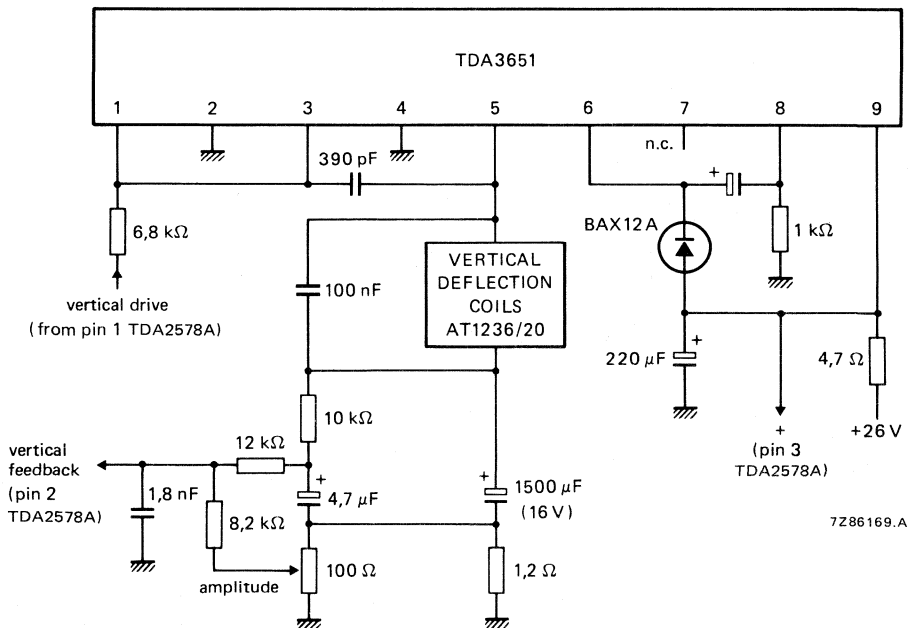 TDA3651
1 2 3 4 5 6 7 8 9
n.c.
390 pF
+
6,8 kΩ
BAX12A
1 kΩ
vertical drive
(from pin 1 TDA2578A)
100 nF
VERTICAL
DEFLECTION
COILS
AT1236/20
+
220 µF
4,7 Ω
10 kΩ
+
(pin 3
TDA2578A)
+26 V
12 kΩ
vertical
feedback
(pin 2
TDA2578A)
1,8 nF
8,2 kΩ
+
4,7 µF
+
1500 µF
(16 V)
7Z86169.A
amplitude
100 Ω
1,2 Ω